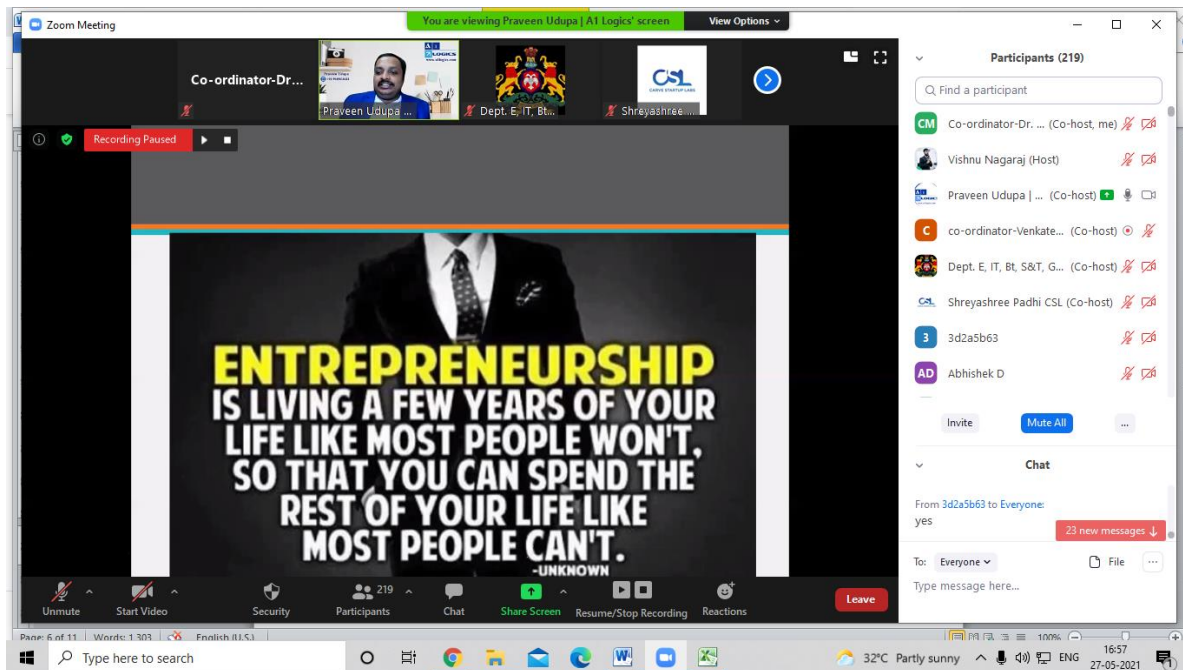 Zoom Meeting
You are viewing Praveen Udupa | A1 Logics' screen
View Options
Co-ordinator-Dr...
Praveen Udupa ...
Dept. E, IT, Bt...
CSL
Shreyashree ...
Recording Paused
ENTREPRENEURSHIP
IS LIVING A FEW YEARS OF YOUR
LIFE LIKE MOST PEOPLE WON'T,
SO THAT YOU CAN SPEND THE
REST OF YOUR LIFE LIKE
MOST PEOPLE CAN'T.
-UNKNOWN
Participants (219)
Find a participant
CM Co-ordinator-Dr. ... (Co-host, me)
Vishnu Nagaraj (Host)
Praveen Udupa | ... (Co-host)
C co-ordinator-Venkate... (Co-host)
Dept. E, IT, Bt, S&T, G... (Co-host)
Shreyashree Padhi CSL (Co-host)
3 3d2a5b63
AD Abhishek D
Invite Mute All ...
Chat
From 3d2a5b63 to Everyone:
yes
23 new messages
To: Everyone File ...
Type message here...
Unmute Start Video Security Participants 219 Chat Share Screen Resume/Stop Recording Reactions Leave
Page: 6 of 11 Words: 1,303 English (U.S.) 100%
Type here to search
32°C Partly sunny ENG
16:57
27-05-2021